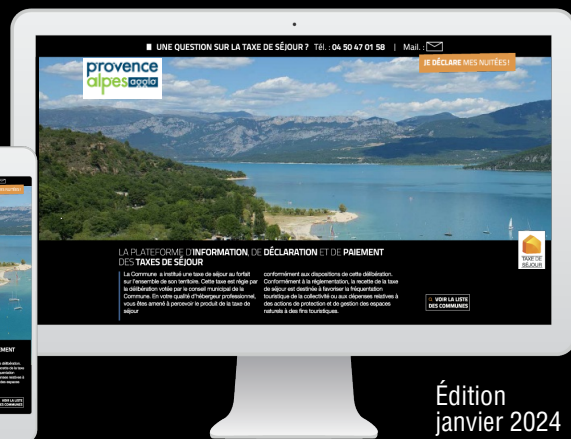 UNE QUESTION SUR LA TAXE DE SÉJOUR ? Tél. : 04 50 47 01 58 | Mail. :
JE DÉCLARE MES NUITÉES !
provence
alpes agglo
LA PLATEFORME D'INFORMATION, DE DÉCLARATION ET DE PAIEMENT
DES TAXES DE SÉJOUR
La Commune a institué une taxe de séjour au forfait
sur l'ensemble de son territoire. Cette taxe est régie par
la délibération votée par le conseil municipal de la
Commune. En votre qualité d'hébergeur professionnel,
vous êtes amené à percevoir le produit de la taxe de
séjour
conformément aux dispositions de cette délibération.
Conformément à la réglementation, la recette de la taxe
de séjour est destinée à favoriser la fréquentation
touristique de la collectivité ou aux dépenses relatives à
des actions de protection et de gestion des espaces
naturels à des fins touristiques.
TAXE DE
SÉJOUR
VOIR LA LISTE
DES COMMUNES
Édition
janvier 2024